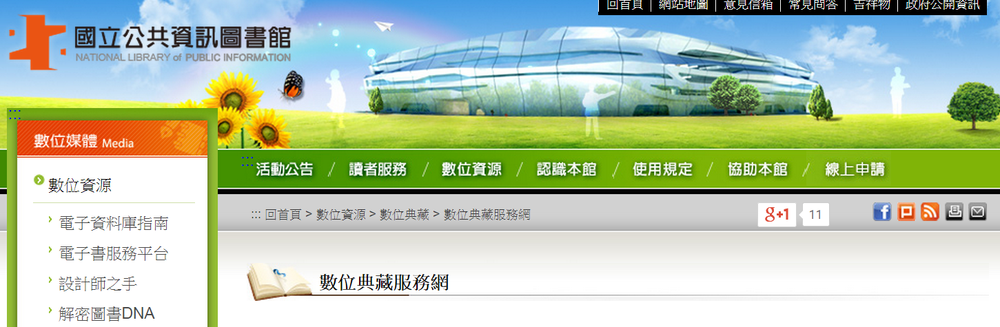 回首頁 | 網站地圖 | 意見信箱 | 常見問答 | 吉祥物 | 政府公開資訊
國立公共資訊圖書館
NATIONAL LIBRARY of PUBLIC INFORMATION
:::
數位媒體 Media
數位資源
電子資料庫指南
電子書服務平台
設計師之手
解密圖書DNA
::: 活動公告 / 讀者服務 / 數位資源 / 認識本館 / 使用規定 / 協助本館 / 線上申請
::: 回首頁 > 數位資源 > 數位典藏 > 數位典藏服務網
g+1 11
數位典藏服務網